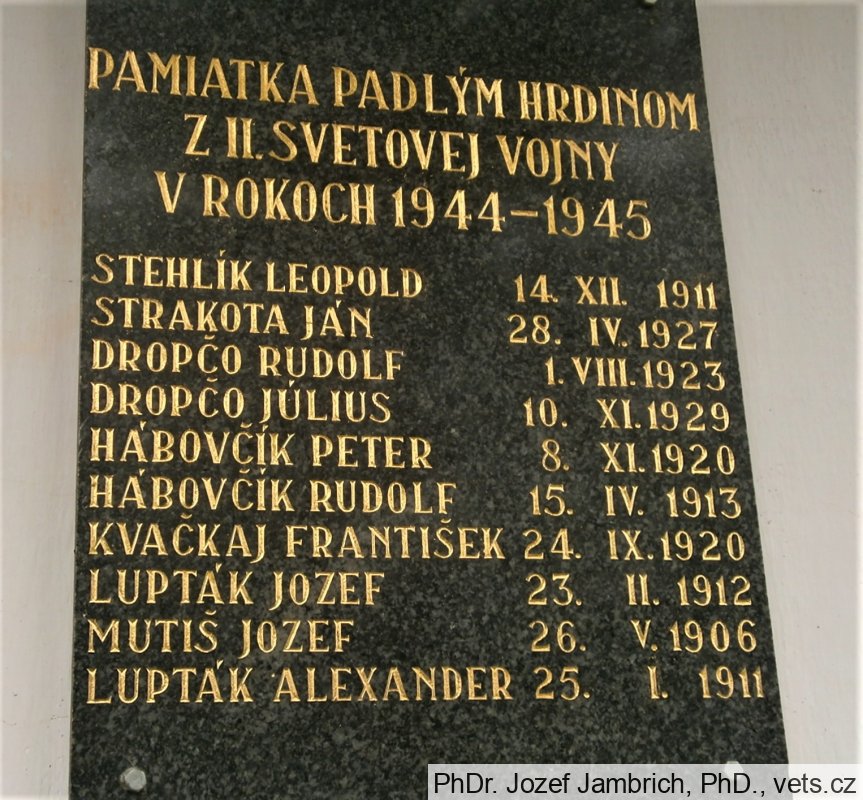 PAMIATKA PADLÝM HRDINOM
Z II. SVETOVEJ VOJNY
V ROKOCH 1944-1945
STEHLÍK LEOPOLD 14. XII. 1911
STRAKOTA JÁN 28. IV. 1927
DROPČO RUDOLF 1. VIII. 1923
DROPČO JÚLIUS 10. XI. 1929
HÁBOVČÍK PETER 8. XI. 1920
HÁBOVČÍK RUDOLF 15. IV. 1913
KVAČKAJ FRANTIŠEK 24. IX. 1920
LUPTÁK JOZEF 23. II. 1912
MUTIŠ JOZEF 26. V. 1906
LUPTÁK ALEXANDER 25. I. 1911
PhDr. Jozef Jambrich, PhD., vets.cz